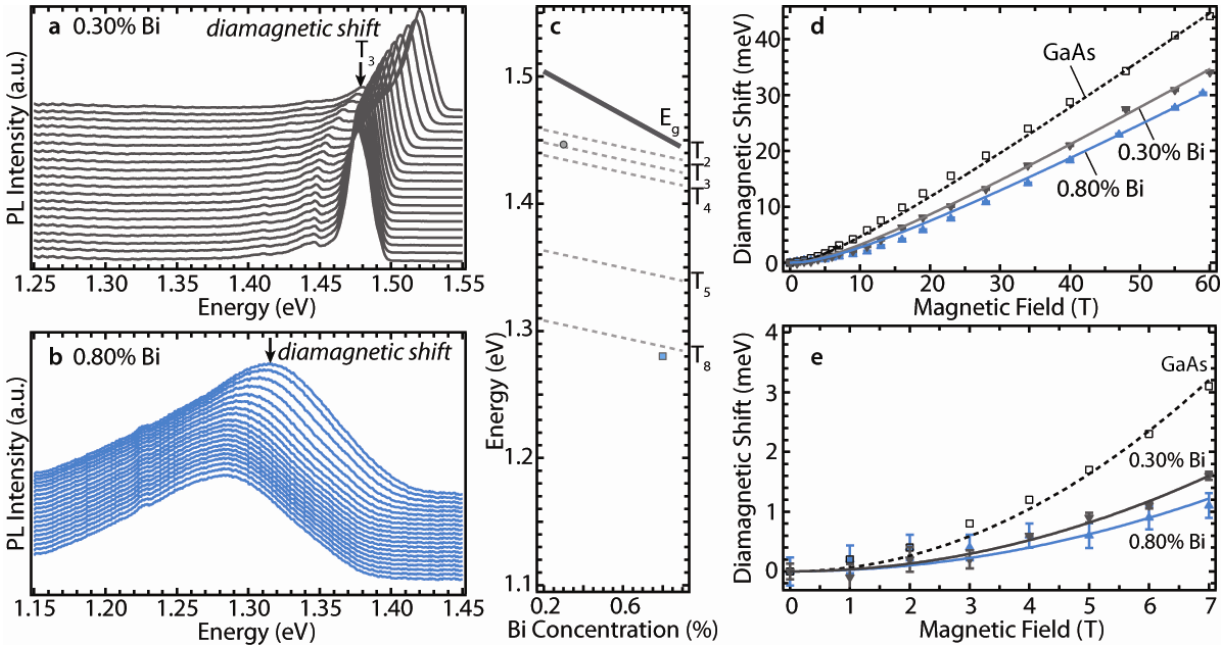 a 0.30% Bi
diamagnetic shift
T3
PL Intensity (a.u.)
1.25 1.30 1.35 1.40 1.45 1.50 1.55
Energy (eV)
b 0.80% Bi
diamagnetic shift
PL Intensity (a.u.)
1.15 1.20 1.25 1.30 1.35 1.40 1.45
Energy (eV)
c
Energy (eV)
1.5
1.4
1.3
1.2
1.1
Eg
T2
T3
T4
T5
T8
0.2 0.6
Bi Concentration (%)
d
Diamagnetic Shift (meV)
40
30
20
10
0
GaAs
0.30% Bi
0.80% Bi
0 10 20 30 40 50 60
Magnetic Field (T)
e
Diamagnetic Shift (meV)
4
3
2
1
0
GaAs
0.30% Bi
0.80% Bi
0 1 2 3 4 5 6 7
Magnetic Field (T)